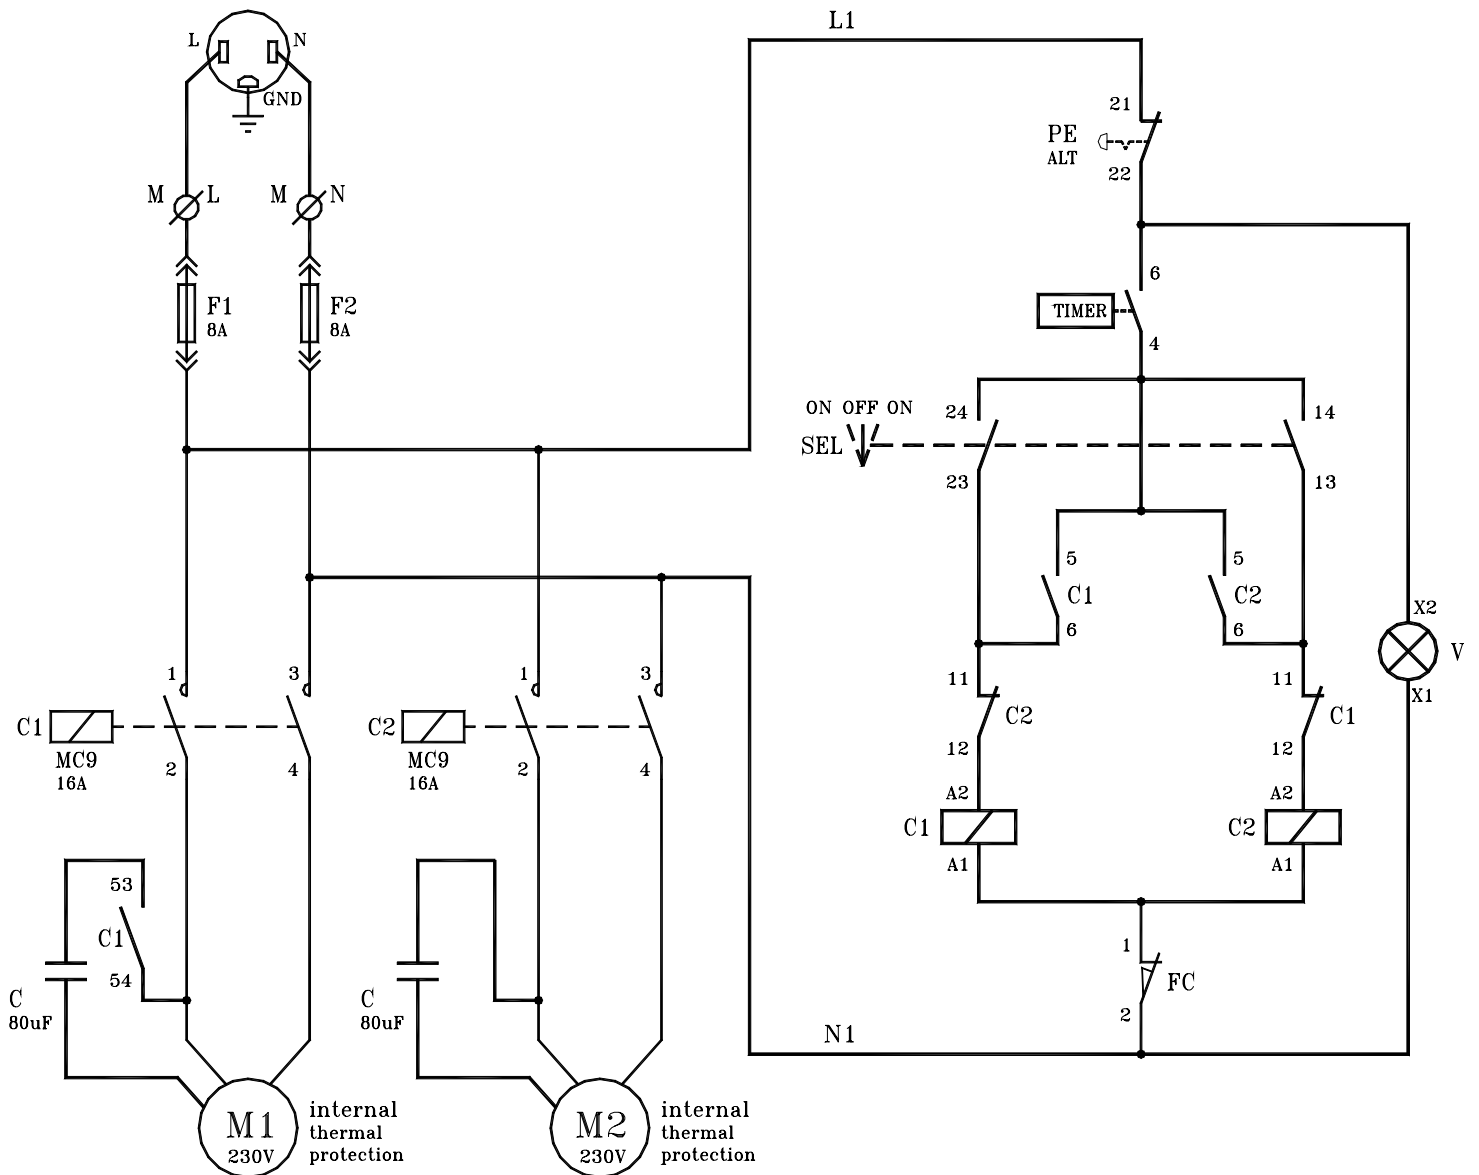 L1
L N
GND
21
PE
ALT
22
M L M N
6
TIMER
4
F1
8A
F2
8A
ON OFF ON
SEL
24
14
23
13
5
C1
6
5
C2
6
X2
V
X1
1
3
C1
MC9
16A
2
4
1
3
C2
MC9
16A
2
4
11
C2
12
11
C1
12
A2
C1
A1
A2
C2
A1
53
C1
54
C
80uF
C
80uF
1
FC
2
N1
M1
230V
internal
thermal
protection
M2
230V
internal
thermal
protection